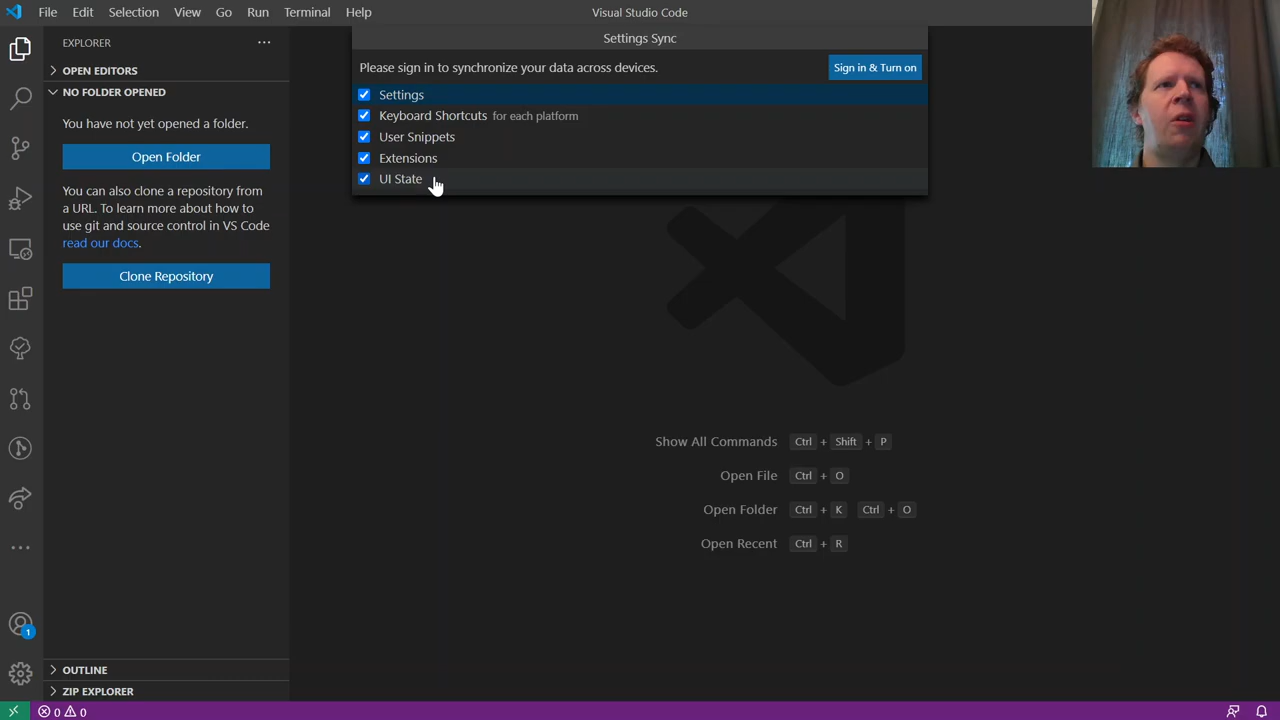 File Edit Selection View Go Run Terminal Help
Visual Studio Code
EXPLORER
OPEN EDITORS
NO FOLDER OPENED
You have not yet opened a folder.
Open Folder
You can also clone a repository from
a URL. To learn more about how to
use git and source control in VS Code
read our docs.
Clone Repository
Settings Sync
Please sign in to synchronize your data across devices.
Sign in & Turn on
Settings
Keyboard Shortcuts for each platform
User Snippets
Extensions
UI State
Show All Commands Ctrl + Shift + P
Open File Ctrl + O
Open Folder Ctrl + K Ctrl + O
Open Recent Ctrl + R
1
OUTLINE
ZIP EXPLORER
0 0